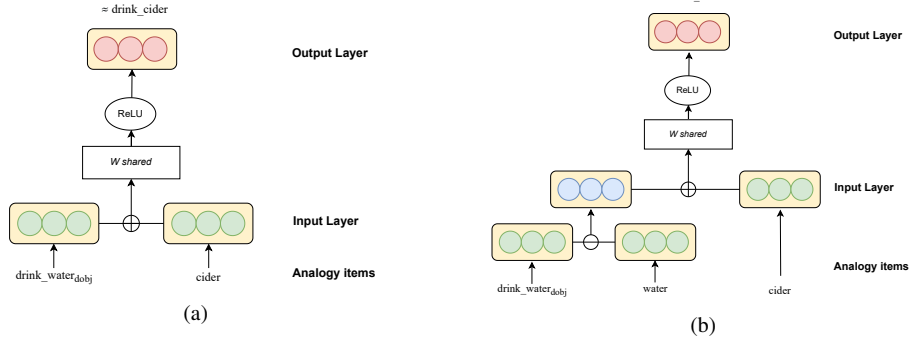 ≈ drink_cider
Output Layer
ReLU
W shared
Input Layer
drink_water_dobj
cider
Analogy items
(a)
Output Layer
ReLU
W shared
Input Layer
drink_water_dobj
water
cider
Analogy items
(b)